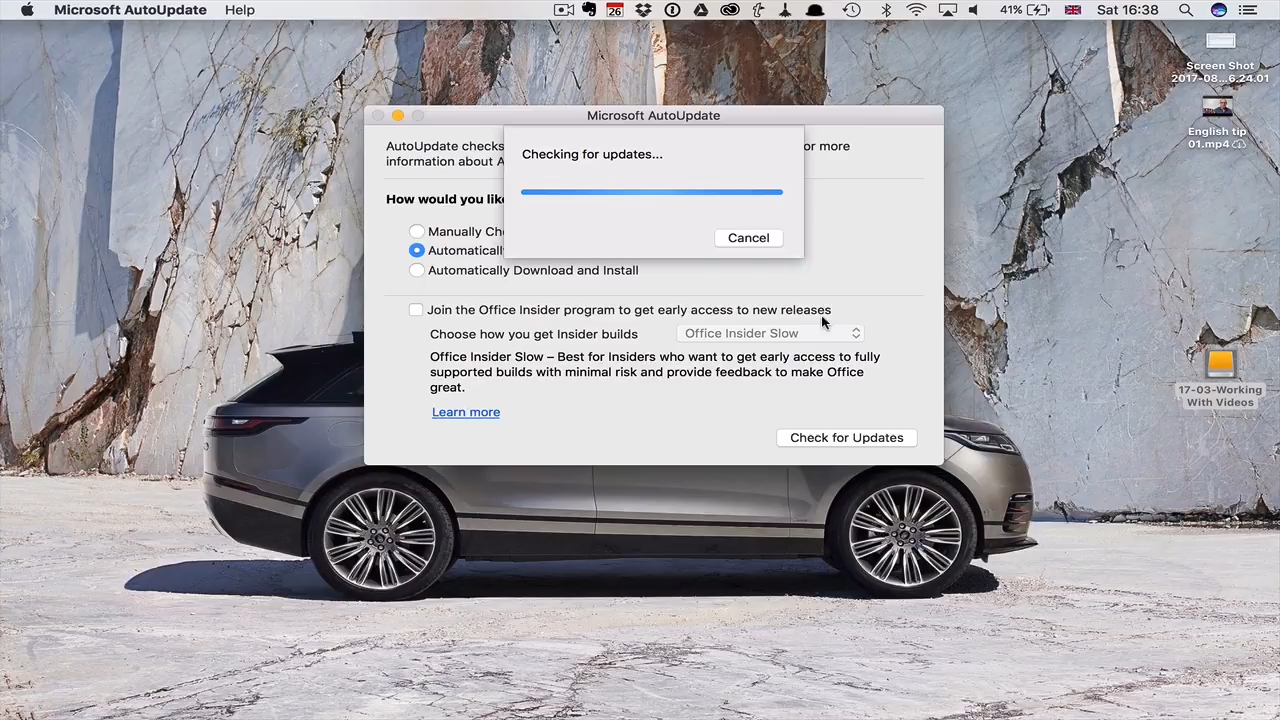 Microsoft AutoUpdate Help 26 41% Sat 16:38
Screen Shot
2017-08...6.24.01
English tip
01.mp4
17-03-Working
With Videos
Microsoft AutoUpdate
AutoUpdate checks or more
information about A
Checking for updates...
Cancel
How would you like
Manually Che
Automatically
Automatically Download and Install
Join the Office Insider program to get early access to new releases
Choose how you get Insider builds Office Insider Slow
Office Insider Slow – Best for Insiders who want to get early access to fully
supported builds with minimal risk and provide feedback to make Office
great.
Learn more
Check for Updates